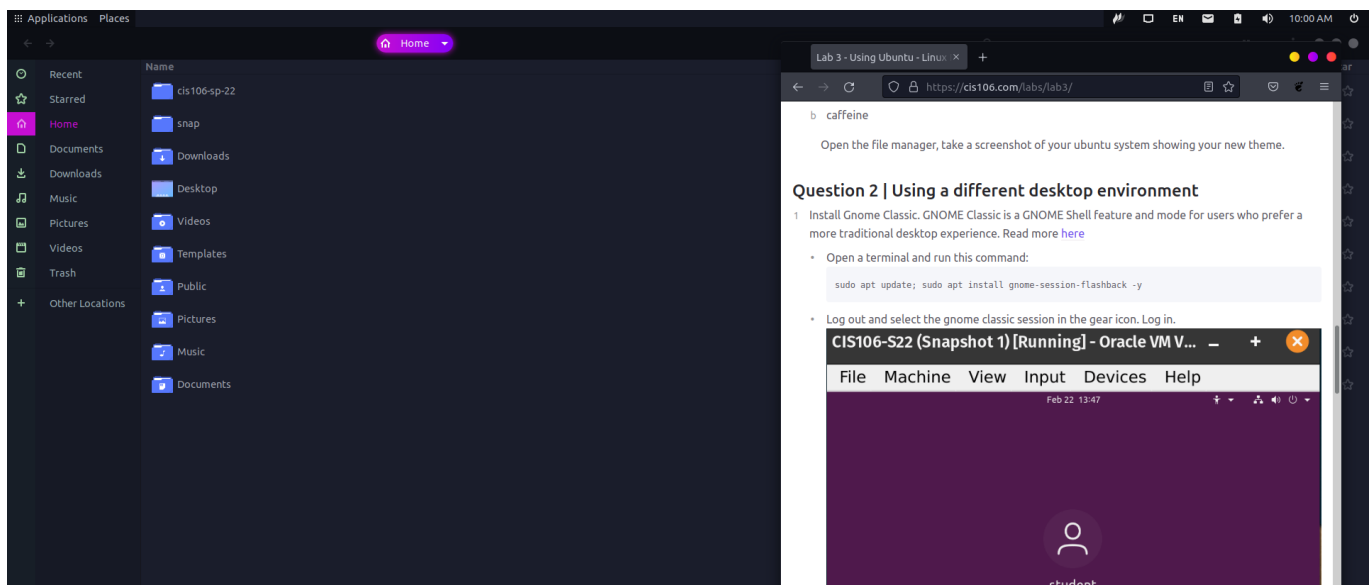 Applications Places
EN 10:00 AM
Home
Recent
Starred
Home
Documents
Downloads
Music
Pictures
Videos
Trash
Other Locations
Name
cis106-sp-22
snap
Downloads
Desktop
Videos
Templates
Public
Pictures
Music
Documents
ar
Lab 3 - Using Ubuntu - Linux
https://cis106.com/labs/lab3/
b caffeine
Open the file manager, take a screenshot of your ubuntu system showing your new theme.
Question 2 | Using a different desktop environment
1 Install Gnome Classic. GNOME Classic is a GNOME Shell feature and mode for users who prefer a
more traditional desktop experience. Read more here
• Open a terminal and run this command:
sudo apt update; sudo apt install gnome-session-flashback -y
• Log out and select the gnome classic session in the gear icon. Log in.
CIS106-S22 (Snapshot 1) [Running] - Oracle VM V...
File Machine View Input Devices Help
Feb 22 13:47
student